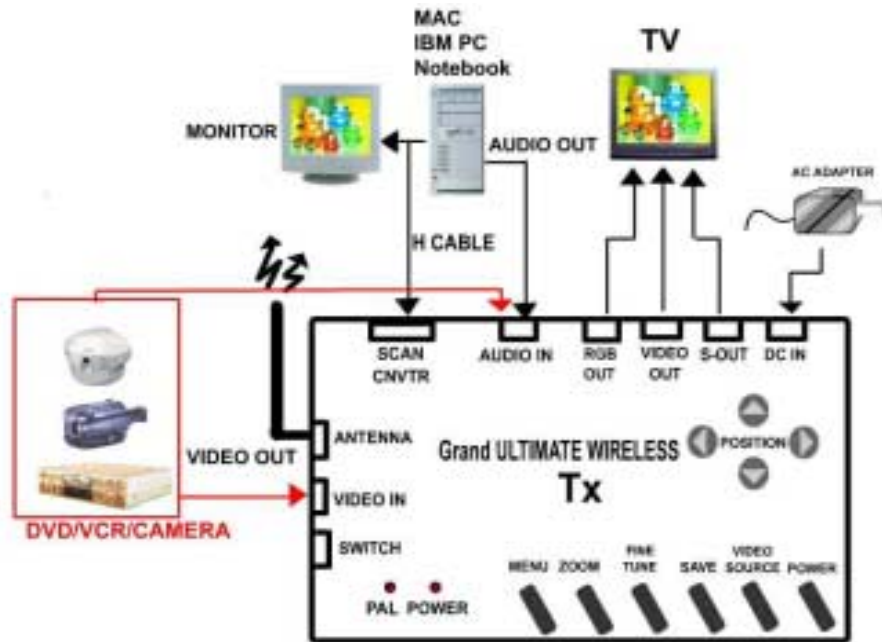 MAC
IBM PC
Notebook
TV
MONITOR
AUDIO OUT
AC ADAPTER
H CABLE
SCAN
CNVTR
AUDIO IN
RGB
OUT
VIDEO
OUT
S-OUT
DC IN
ANTENNA
Grand ULTIMATE WIRELESS
Tx
POSITION
VIDEO OUT
VIDEO IN
DVD/VCR/CAMERA
SWITCH
PAL POWER
MENU
ZOOM
FINE
TUNE
SAVE
VIDEO
SOURCE
POWER